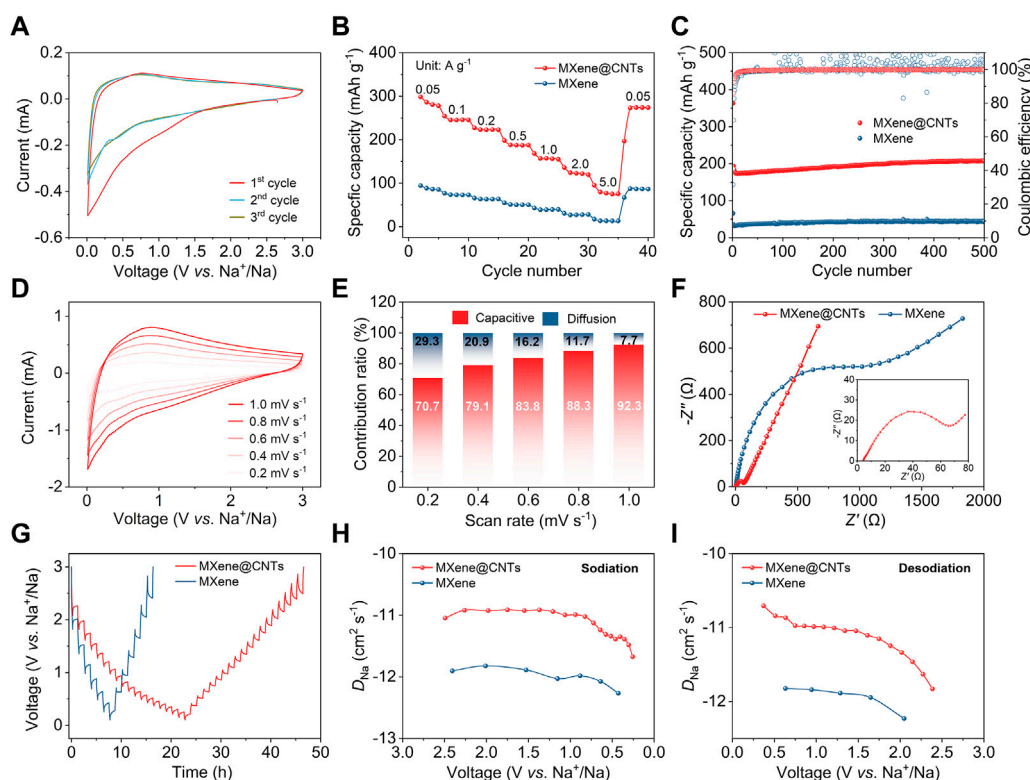 A
0.2
0.0
-0.2
-0.4
-0.6
Current (mA)
1st cycle
2nd cycle
3rd cycle
0.0 0.5 1.0 1.5 2.0 2.5 3.0
Voltage (V vs. Na⁺/Na)
B
400
300
200
100
0
Specfic capacity (mAh g⁻¹)
Unit: A g⁻¹
MXene@CNTs
MXene
0.05
0.1
0.2
0.5
1.0
2.0
5.0
0.05
0 10 20 30 40
Cycle number
C
500
450
400
350
300
250
200
150
100
50
0
Specific capacity (mAh g⁻¹)
MXene@CNTs
MXene
100
80
60
40
20
0
Coulombic efficiency (%)
100 200 300 400 500
Cycle number
D
1
0
-1
-2
Current (mA)
1.0 mV s⁻¹
0.8 mV s⁻¹
0.6 mV s⁻¹
0.4 mV s⁻¹
0.2 mV s⁻¹
0 1 2 3
Voltage (V vs. Na⁺/Na)
E
120
100
80
60
40
20
0
Contribution ratio (%)
Capacitive Diffusion
29.3 20.9 16.2 11.7 7.7
70.7 79.1 83.8 88.3 92.3
0.2 0.4 0.6 0.8 1.0
Scan rate (mV s⁻¹)
F
800
600
400
200
0
-Z″ (Ω)
MXene@CNTs MXene
40
30
20
10
0
-Z″ (Ω)
0 20 40 60 80
Z′ (Ω)
0 500 1000 1500 2000
Z′ (Ω)
G
3
2
1
0
Voltage (V vs. Na⁺/Na)
MXene@CNTs
MXene
0 10 20 30 40 50
Time (h)
H
-10
-11
-12
-13
D_Na (cm² s⁻¹)
MXene@CNTs
MXene
Sodiation
3.0 2.5 2.0 1.5 1.0 0.5 0.0
Voltage (V vs. Na⁺/Na)
I
-10
-11
-12
D_Na (cm² s⁻¹)
MXene@CNTs
MXene
Desodiation
0.0 0.5 1.0 1.5 2.0 2.5 3.0
Voltage (V vs. Na⁺/Na)